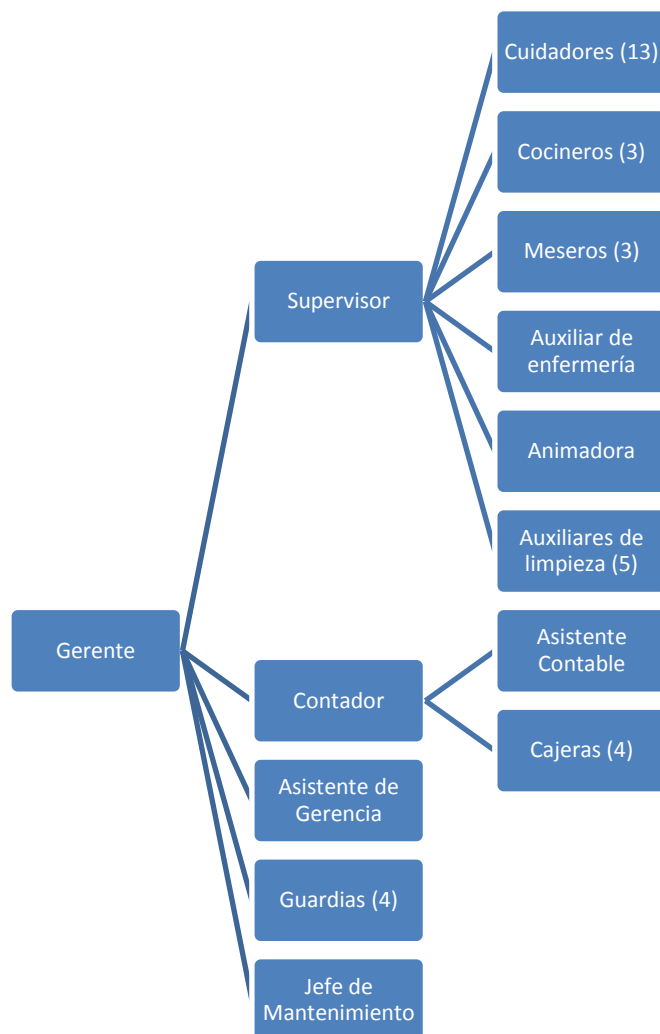 Cuidadores (13)
Cocineros (3)
Meseros (3)
Supervisor
Auxiliar de
enfermería
Animadora
Auxiliares de
limpieza (5)
Gerente
Asistente
Contable
Contador
Cajeras (4)
Asistente de
Gerencia
Guardias (4)
Jefe de
Mantenimiento